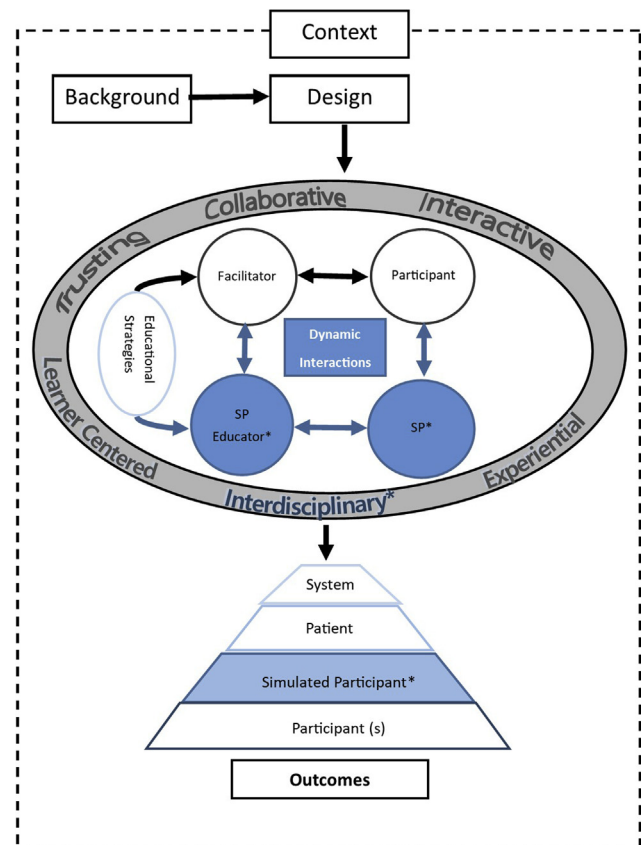 Context
Background
Design
Trusting
Collaborative
Interactive
Facilitator
Participant
Educational
Strategies
Dynamic
Interactions
SP
Educator*
SP*
Learner Centered
Interdisciplinary*
Experiential
System
Patient
Simulated Participant*
Participant (s)
Outcomes